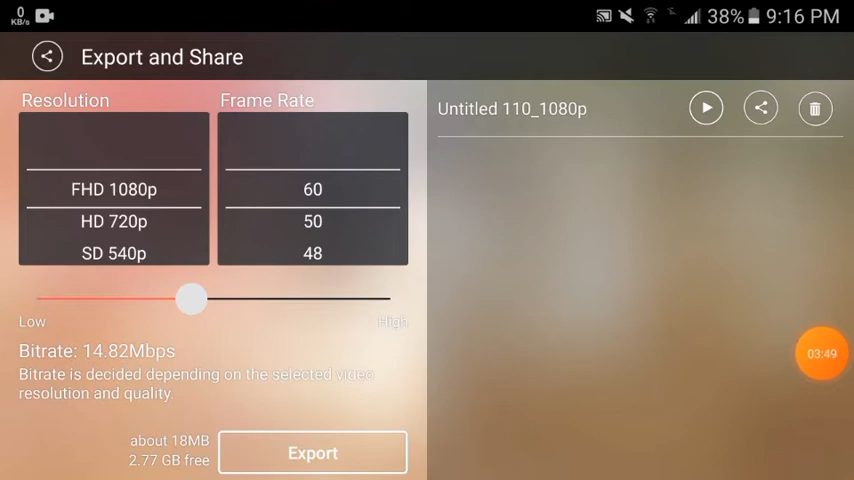 0
KB/s
38%
9:16 PM
Export and Share
Resolution
Frame Rate
FHD 1080p
HD 720p
SD 540p
60
50
48
Low
High
Bitrate: 14.82Mbps
Bitrate is decided depending on the selected video
resolution and quality.
about 18MB
2.77 GB free
Export
Untitled 110_1080p
03:49